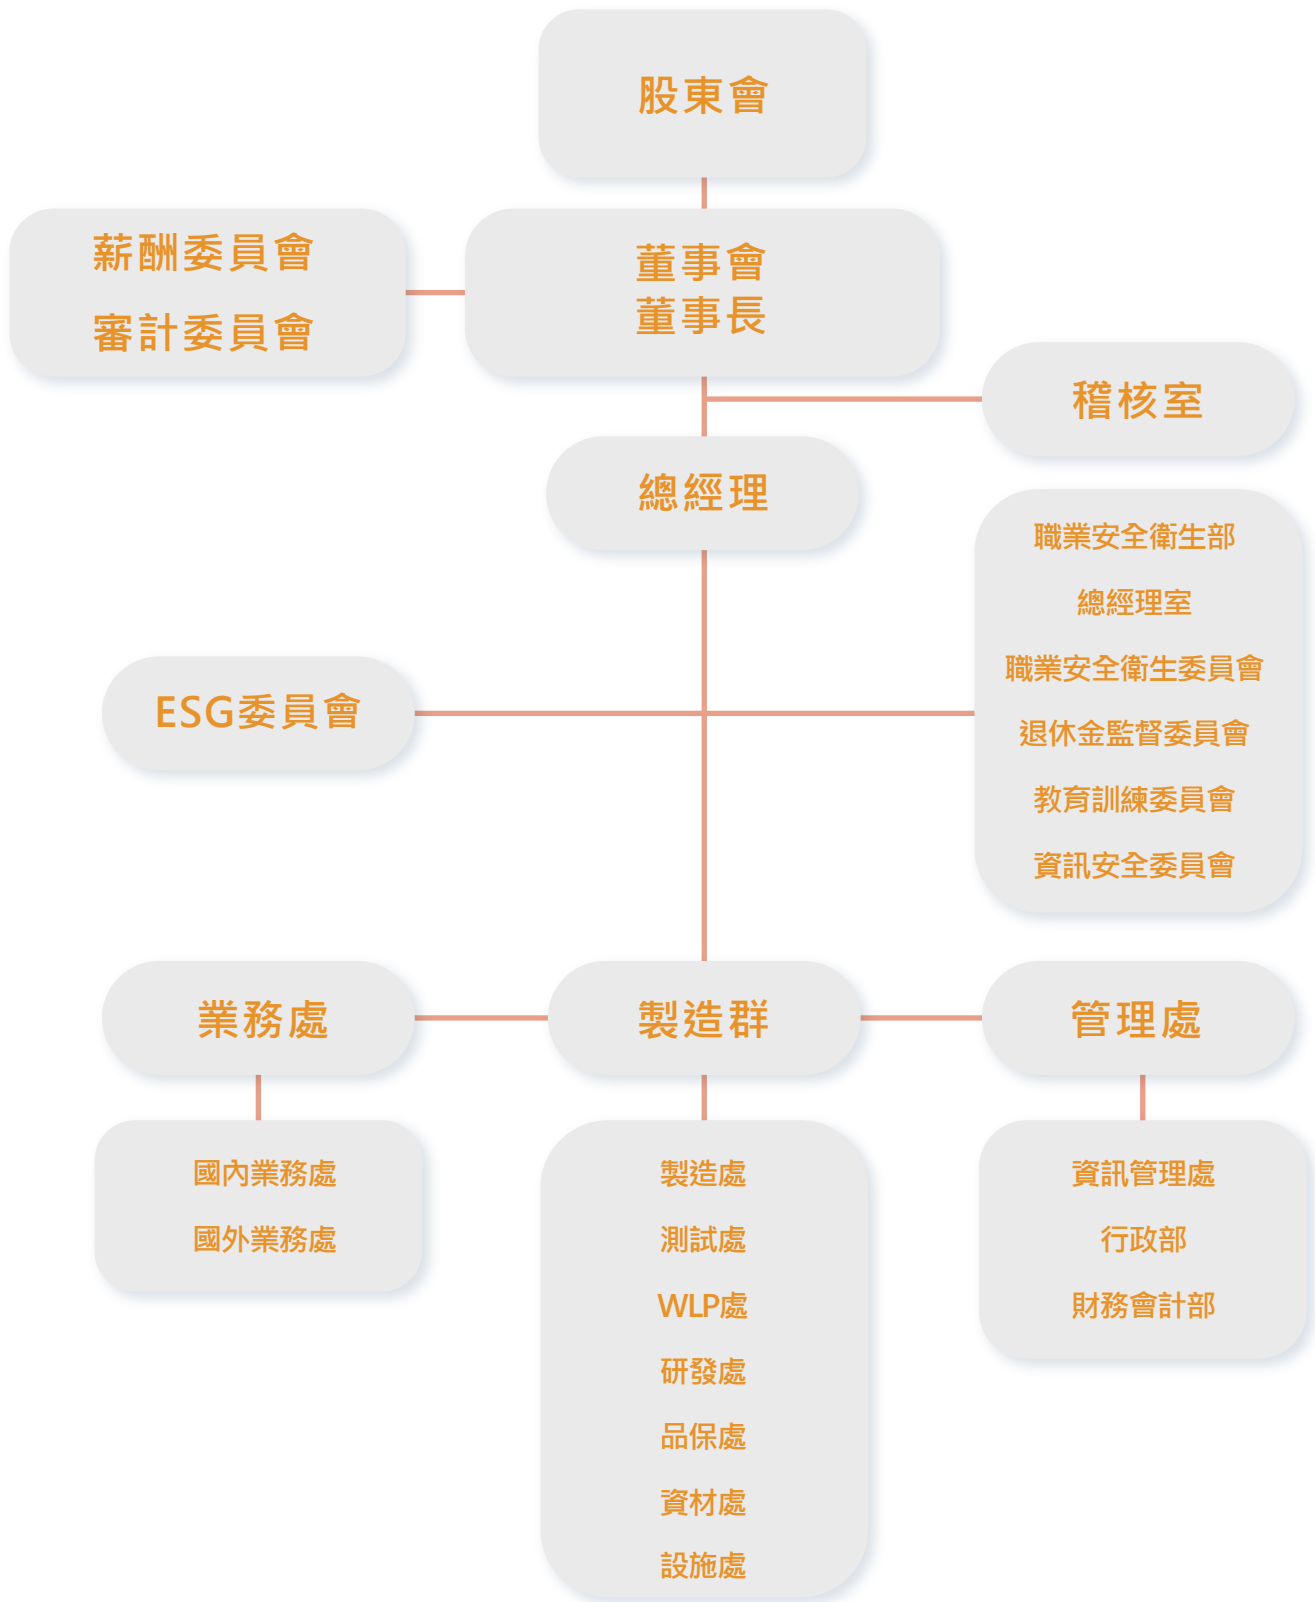 股東會
薪酬委員會
審計委員會
董事會
董事長
稽核室
總經理
職業安全衛生部
總經理室
職業安全衛生委員會
退休金監督委員會
教育訓練委員會
資訊安全委員會
ESG委員會
業務處
製造群
管理處
國內業務處
國外業務處
製造處
測試處
WLP處
研發處
品保處
資材處
設施處
資訊管理處
行政部
財務會計部